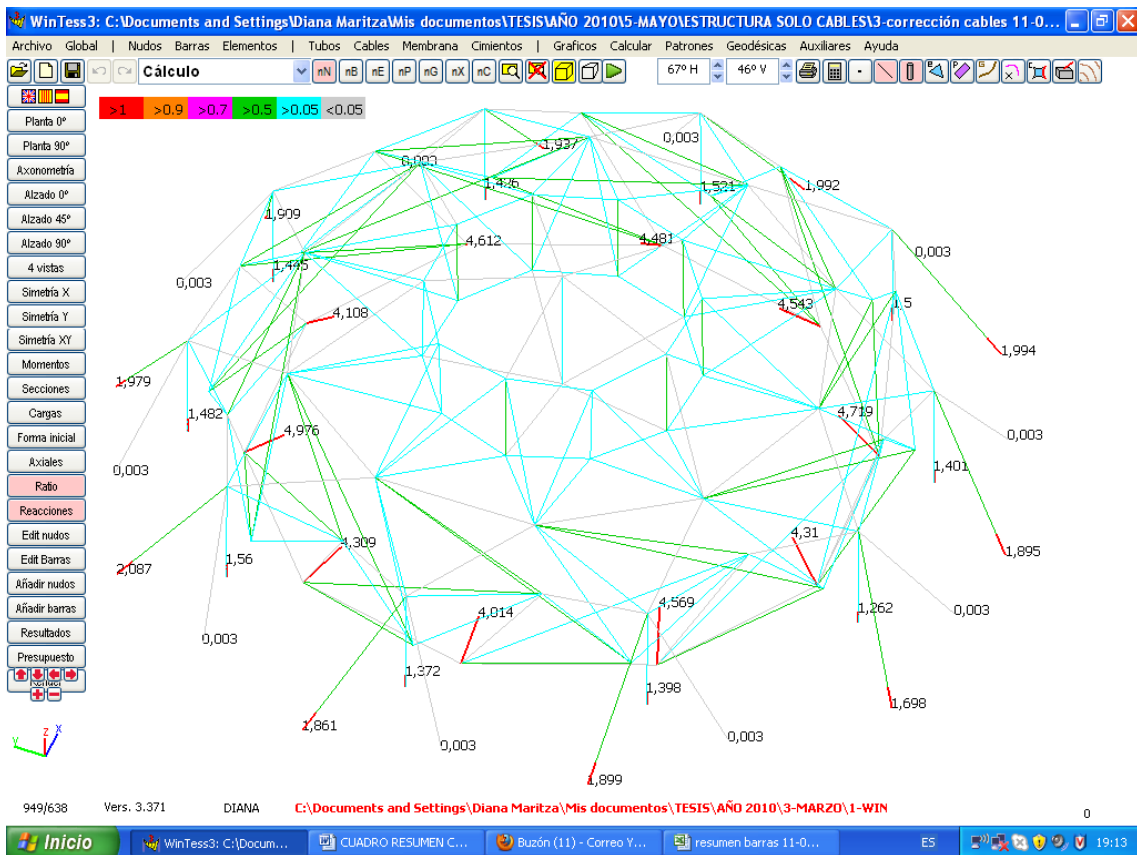 WinTess3: C:\Documents and Settings\Diana Maritza\Mis documentos\TESIS\AÑO 2010\5-MAYO\ESTRUCTURA SOLO CABLES\3-corrección cables 11-0...
Archivo Global | Nudos Barras Elementos | Tubos Cables Membrana Cimientos | Graficos Calcular Patrones Geodésicas Auxiliares Ayuda
Cálculo nN nB nE nP nG nX nC 67º H 46º V
>1 >0.9 >0.7 >0.5 >0.05 <0.05
Planta 0º
Planta 90º
Axonometría
Alzado 0º
Alzado 45º
Alzado 90º
4 vistas
Simetría X
Simetría Y
Simetría XY
Momentos
Secciones
Cargas
Forma inicial
Axiales
Ratio
Reacciones
Edit nudos
Edit Barras
Añadir nudos
Añadir barras
Resultados
Presupuesto
1,937
0,003
0,003
1,426
1,521
1,992
1,909
4,612
4,481
0,003
1,445
0,003
4,108
4,543
1,5
1,994
1,979
1,482
4,719
4,976
0,003
0,003
1,401
4,31
4,309
1,56
1,895
2,087
4,569
4,014
1,262
0,003
0,003
1,372
1,398
1,698
1,861
0,003
0,003
1,899
Y Z X
949/638 Vers. 3.371 DIANA C:\Documents and Settings\Diana Maritza\Mis documentos\TESIS\AÑO 2010\3-MARZO\1-WIN 0
Inicio WinTess3: C:\Docum... CUADRO RESUMEN C... Buzón (11) - Correo Y... resumen barras 11-0... ES 19:13